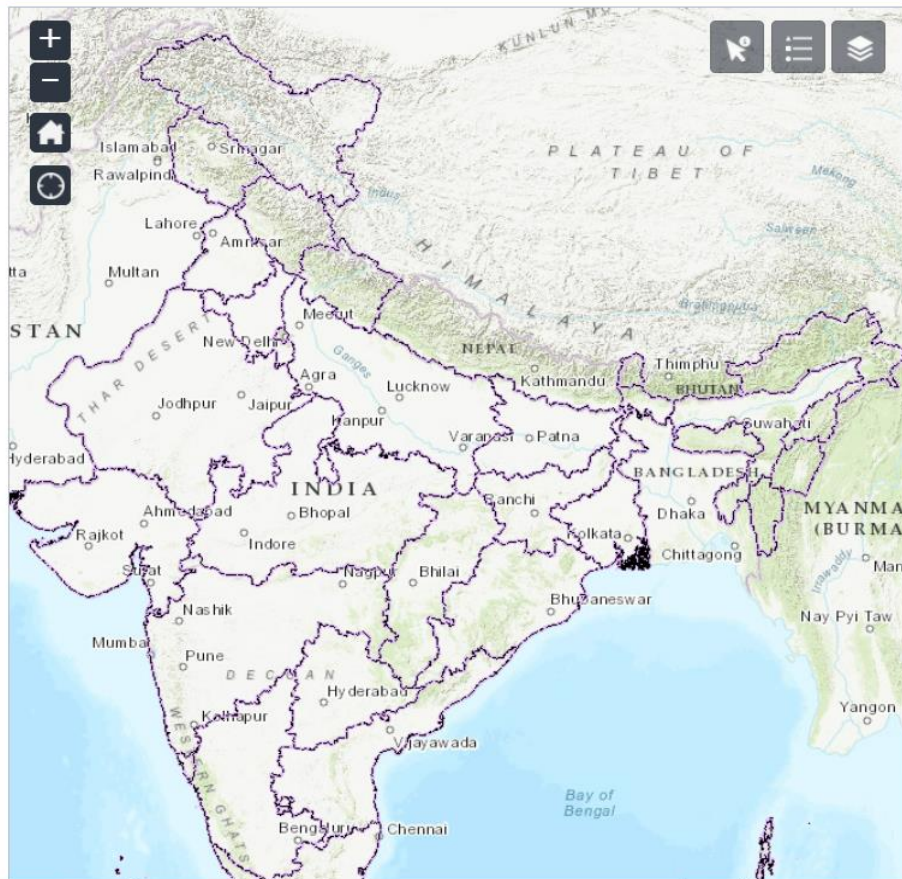 +
−
KUNLUN
Islamabad
Srinagar
Rawalpindi
PLATEAU OF
TIBET
Mekong
Indus
Salween
Lahore
Amritsar
HIMALAYA
Multan
Brahmaputra
STAN
Meerut
New Delhi
NEPAL
THAR DESERT
Ganges
Agra
Kathmandu
Thimphu
BHUTAN
Lucknow
Jodhpur
Jaipur
Kanpur
Guwahati
Varanasi
Patna
Hyderabad
BANGLADESH
INDIA
Ranchi
Ahmedabad
Bhopal
Dhaka
MYANMA
(BURMA
Rajkot
Indore
Kolkata
Chittagong
Surat
Nagpur
Bhilai
Irrawaddy
Man
Nashik
Bhubaneswar
Nay Pyi Taw
Mumbai
Pune
DECCAN
Hyderabad
Yangon
Kolhapur
Vijayawada
WESTERN GHATS
Bay of
Bengal
Bengaluru
Chennai